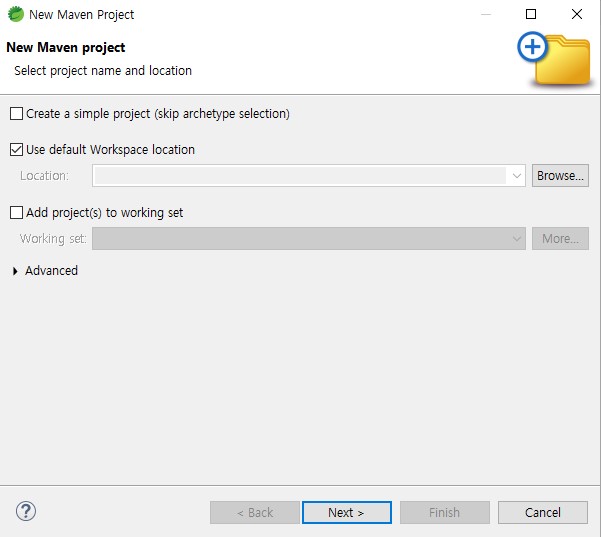 New Maven Project
New Maven project
Select project name and location
Create a simple project (skip archetype selection)
Use default Workspace location
Location:
Browse...
Add project(s) to working set
Working set:
More...
Advanced
?
< Back
Next >
Finish
Cancel